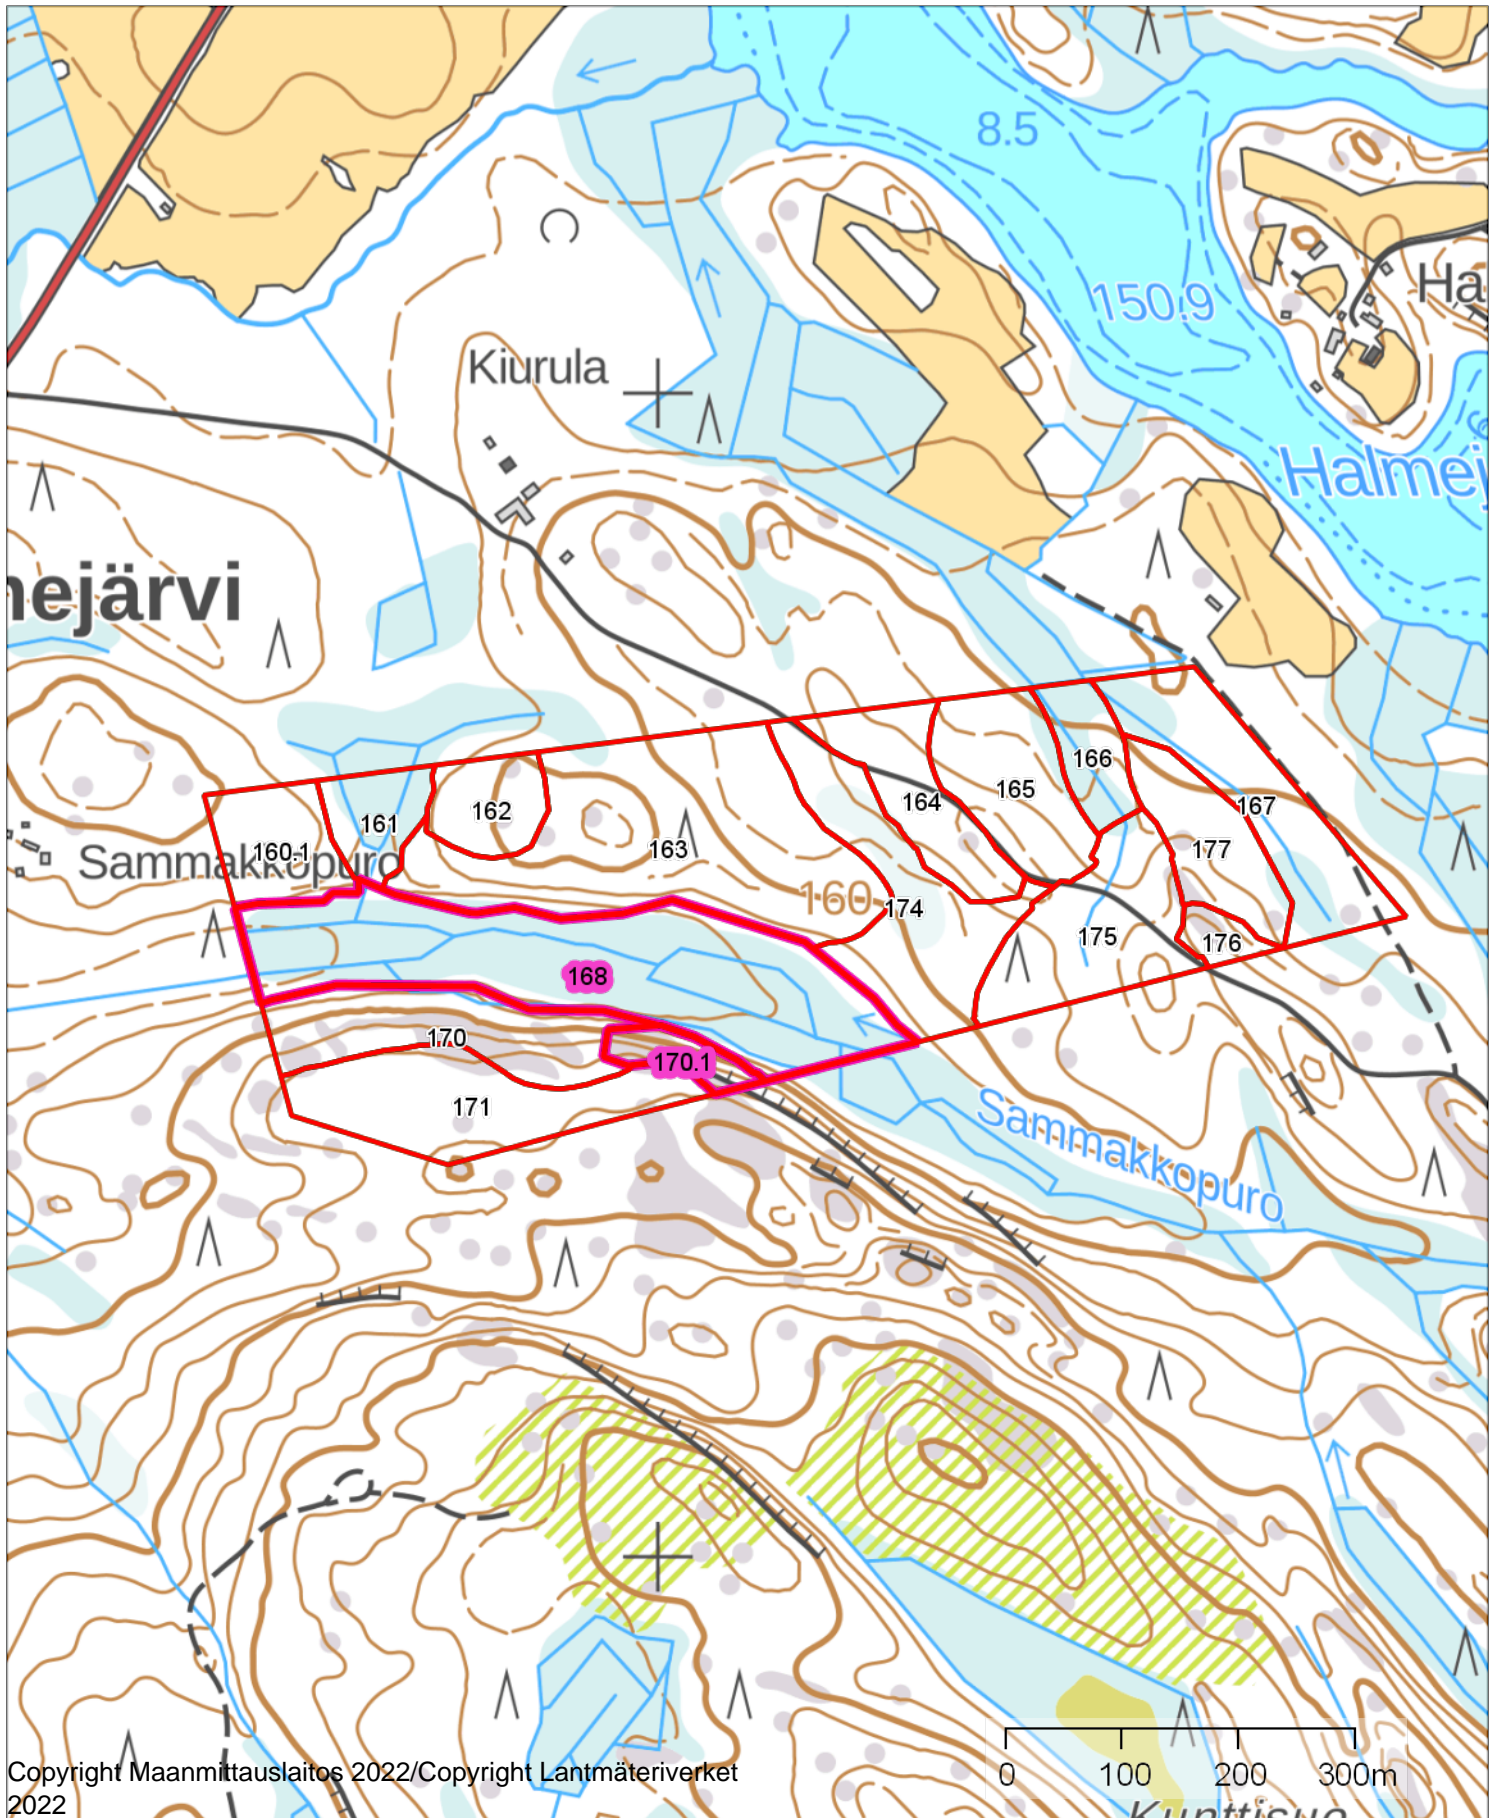 8.5
150.9
Ha
Kiurula
Halmej
nejärvi
166
162
161
164
165
167
160.1
163
177
Sammakkopuro
160
174
175
176
168
170
170.1
171
Sammakkopuro
0 100 200 300m
Copyright Maanmittauslaitos 2022/Copyright Lantmäteriverket
2022
Kunttisuo